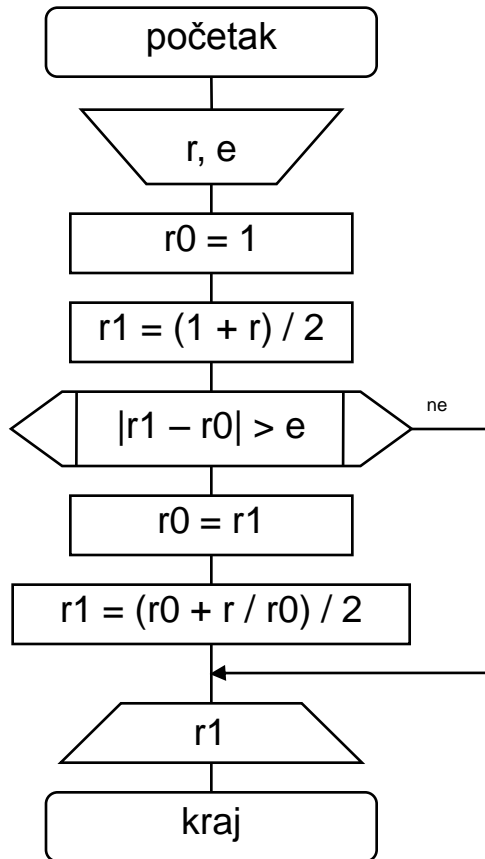 početak
r, e
r0 = 1
r1 = (1 + r) / 2
|r1 – r0| > e
ne
r0 = r1
r1 = (r0 + r / r0) / 2
r1
kraj